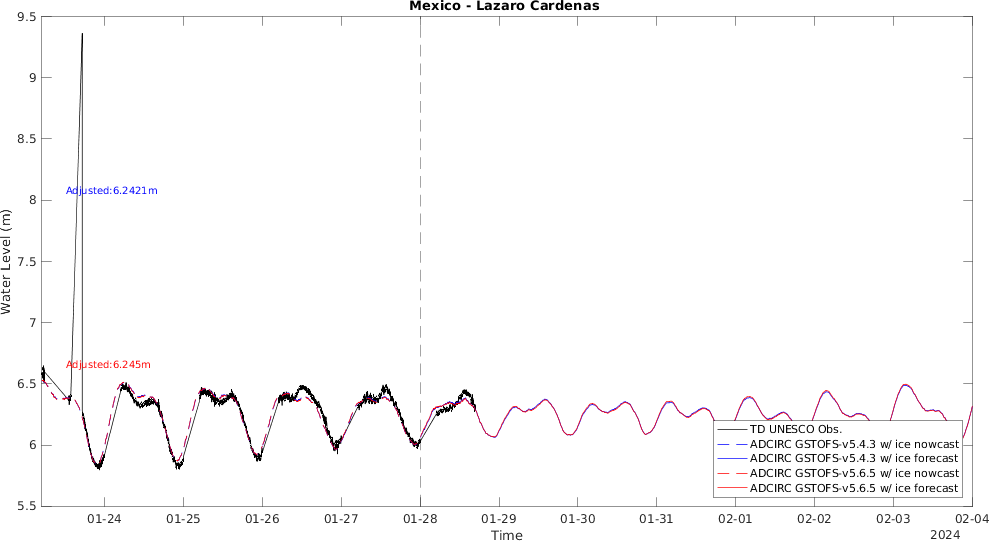 Mexico - Lazaro Cardenas
9.5
9
8.5
8
7.5
7
6.5
6
5.5
Water Level (m)
Adjusted:6.2421m
Adjusted:6.245m
TD UNESCO Obs.
ADCIRC GSTOFS-v5.4.3 w/ ice nowcast
ADCIRC GSTOFS-v5.4.3 w/ ice forecast
ADCIRC GSTOFS-v5.6.5 w/ ice nowcast
ADCIRC GSTOFS-v5.6.5 w/ ice forecast
01-24 01-25 01-26 01-27 01-28 01-29 01-30 01-31 02-01 02-02 02-03 02-04
Time
2024